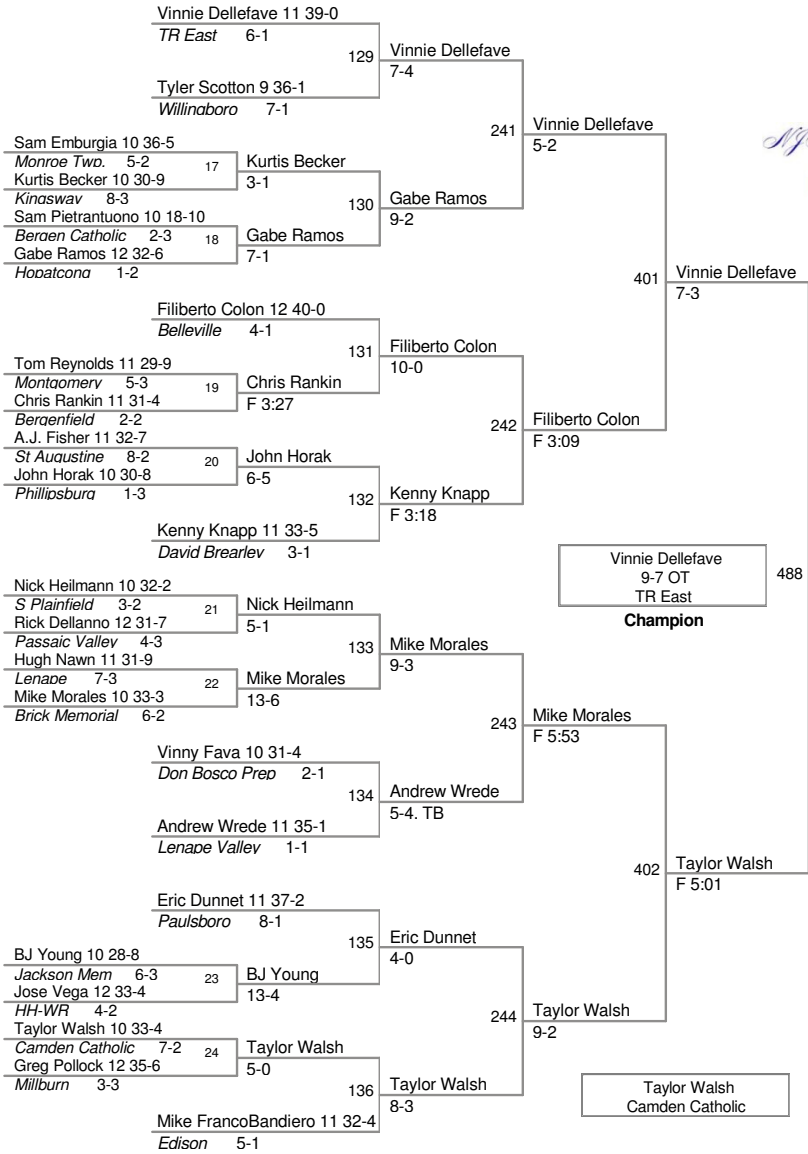 Vinnie Dellefave 11 39-0
TR East 6-1
129
Vinnie Dellefave
7-4
Tyler Scotton 9 36-1
Willingboro 7-1
241
Vinnie Dellefave
5-2
Sam Emburgia 10 36-5
Monroe Twp. 5-2
17
Kurtis Becker
3-1
Kurtis Becker 10 30-9
Kingsway 8-3
130
Gabe Ramos
9-2
Sam Pietrantuono 10 18-10
Bergen Catholic 2-3
18
Gabe Ramos
7-1
Gabe Ramos 12 32-6
Hopatcong 1-2
401
Vinnie Dellefave
7-3
Filiberto Colon 12 40-0
Belleville 4-1
131
Filiberto Colon
10-0
Tom Reynolds 11 29-9
Montgomery 5-3
19
Chris Rankin
F 3:27
Chris Rankin 11 31-4
Bergenfield 2-2
242
Filiberto Colon
F 3:09
A.J. Fisher 11 32-7
St Augustine 8-2
20
John Horak
6-5
John Horak 10 30-8
Phillipsburg 1-3
132
Kenny Knapp
F 3:18
Kenny Knapp 11 33-5
David Brearley 3-1
Vinnie Dellefave
9-7 OT
TR East
488
Champion
Nick Heilmann 10 32-2
S Plainfield 3-2
21
Nick Heilmann
5-1
Rick Dellanno 12 31-7
Passaic Valley 4-3
133
Mike Morales
9-3
Hugh Nawn 11 31-9
Lenape 7-3
22
Mike Morales
13-6
Mike Morales 10 33-3
Brick Memorial 6-2
243
Mike Morales
F 5:53
Vinny Fava 10 31-4
Don Bosco Prep 2-1
134
Andrew Wrede
5-4. TB
Andrew Wrede 11 35-1
Lenape Valley 1-1
402
Taylor Walsh
F 5:01
Eric Dunnet 11 37-2
Paulsboro 8-1
135
Eric Dunnet
4-0
BJ Young 10 28-8
Jackson Mem 6-3
23
BJ Young
13-4
Jose Vega 12 33-4
HH-WR 4-2
244
Taylor Walsh
9-2
Taylor Walsh 10 33-4
Camden Catholic 7-2
24
Taylor Walsh
5-0
Greg Pollock 12 35-6
Millburn 3-3
136
Taylor Walsh
8-3
Mike FrancoBandiero 11 32-4
Edison 5-1
Taylor Walsh
Camden Catholic